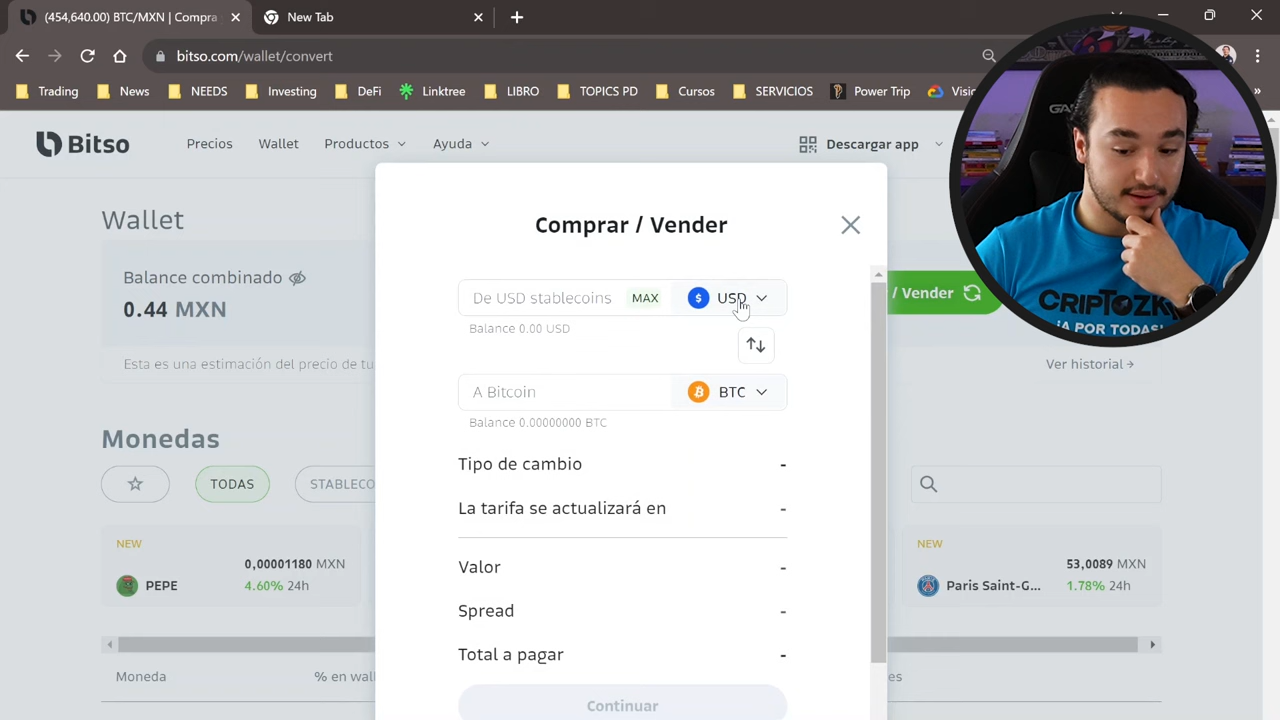 (454,640.00) BTC/MXN | Compra
New Tab
bitso.com/wallet/convert
Trading
News
NEEDS
Investing
DeFi
Linktree
LIBRO
TOPICS PD
Cursos
SERVICIOS
Power Trip
Visio
»
Bitso
Precios
Wallet
Productos
Ayuda
Descargar app
Wallet
Balance combinado
0.44 MXN
Esta es una estimación del precio de tu
/ Vender
Ver historial →
Comprar / Vender
De USD stablecoins
MAX
USD
Balance 0.00 USD
A Bitcoin
BTC
Balance 0.00000000 BTC
Tipo de cambio -
La tarifa se actualizará en -
Valor -
Spread -
Total a pagar -
Continuar
Monedas
TODAS
STABLECO
NEW
0,00001180 MXN
PEPE
4.60% 24h
NEW
53,0089 MXN
Paris Saint-G...
1.78% 24h
Moneda
% en wall
es
CRIPTOZK
¡A POR TODAS!